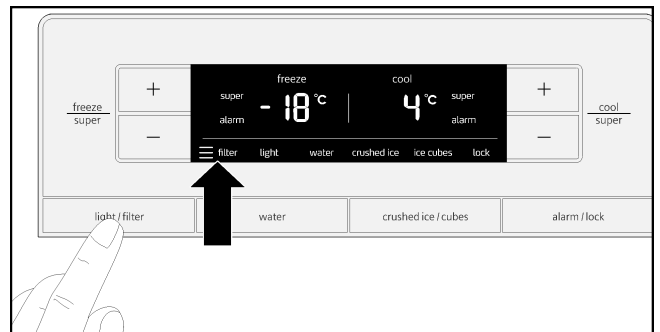 freeze cool
super super
+ - 18 °C 4 °C +
freeze
super
alarm alarm
cool
super
− −
filter light water crushed ice ice cubes lock
light / filter water crushed ice / cubes alarm / lock